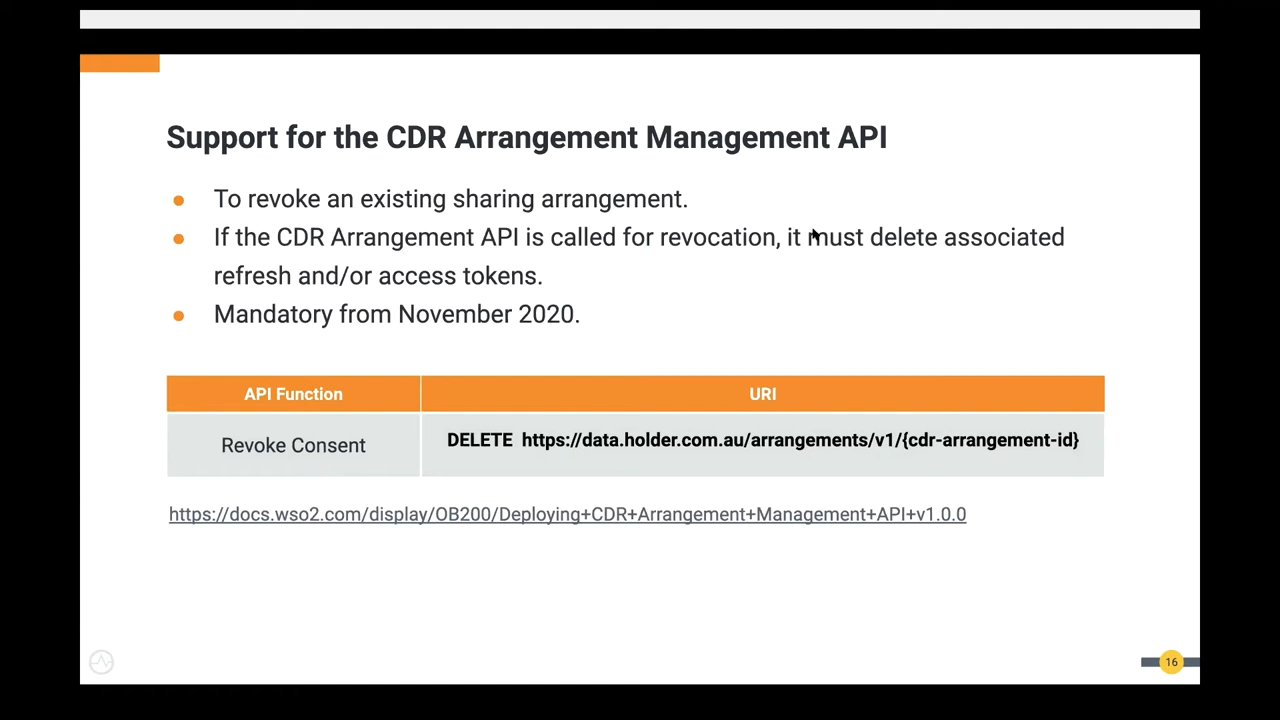 Support for the CDR Arrangement Management API
● To revoke an existing sharing arrangement.
● If the CDR Arrangement API is called for revocation, it must delete associated
refresh and/or access tokens.
● Mandatory from November 2020.
API Function URI
Revoke Consent DELETE https://data.holder.com.au/arrangements/v1/{cdr-arrangement-id}
https://docs.wso2.com/display/OB200/Deploying+CDR+Arrangement+Management+API+v1.0.0
16